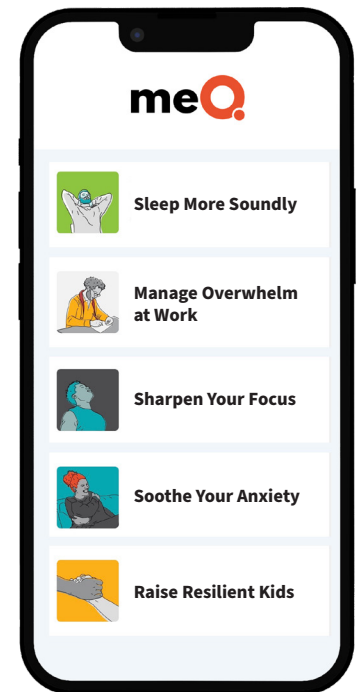 meQ
Sleep More Soundly
Manage Overwhelm
at Work
Sharpen Your Focus
Soothe Your Anxiety
Raise Resilient Kids